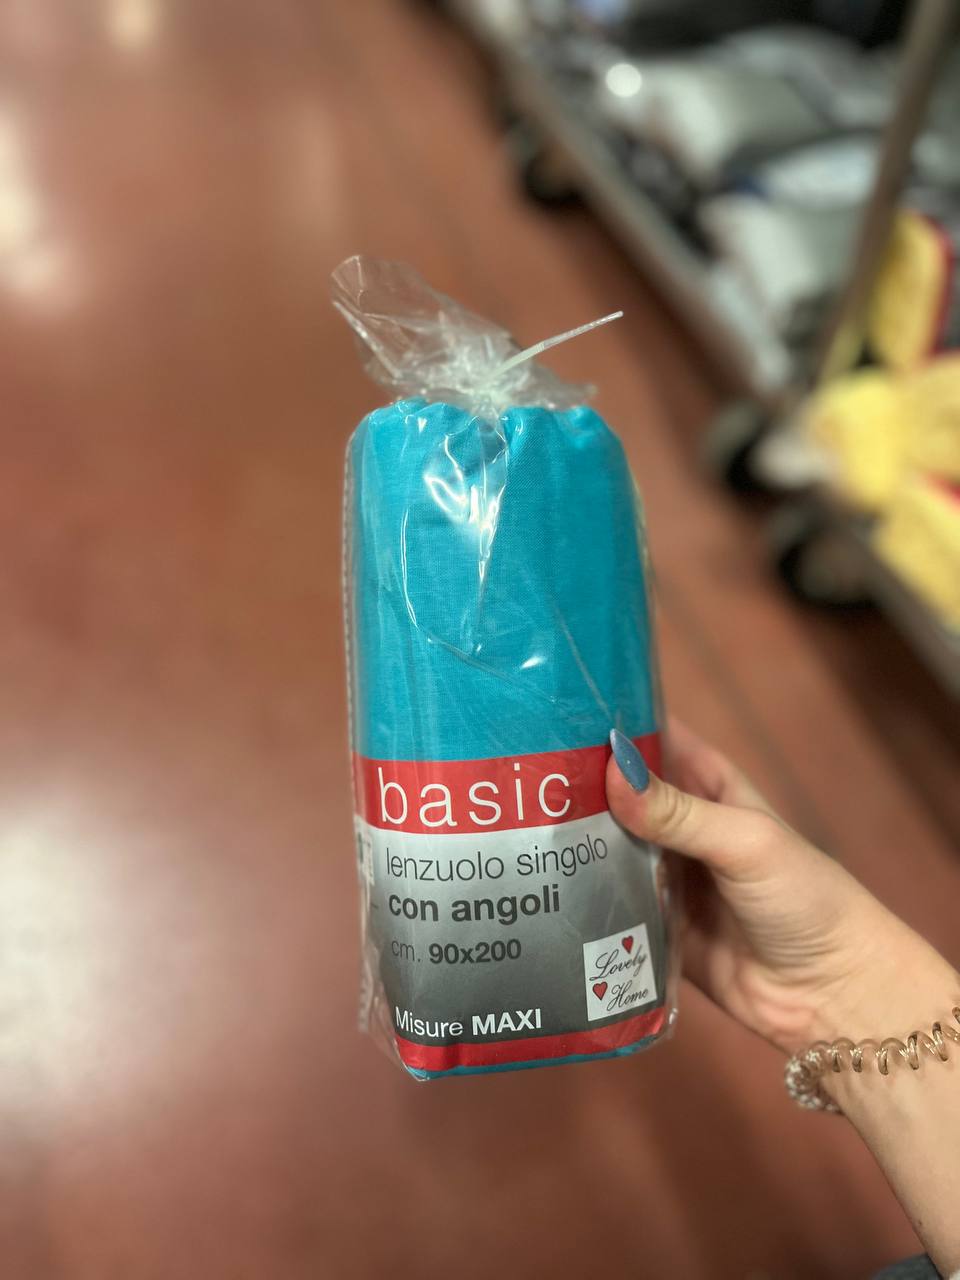 basic
lenzuolo singolo
con angoli
cm. 90x200
Lovely
Home
Misure MAXI